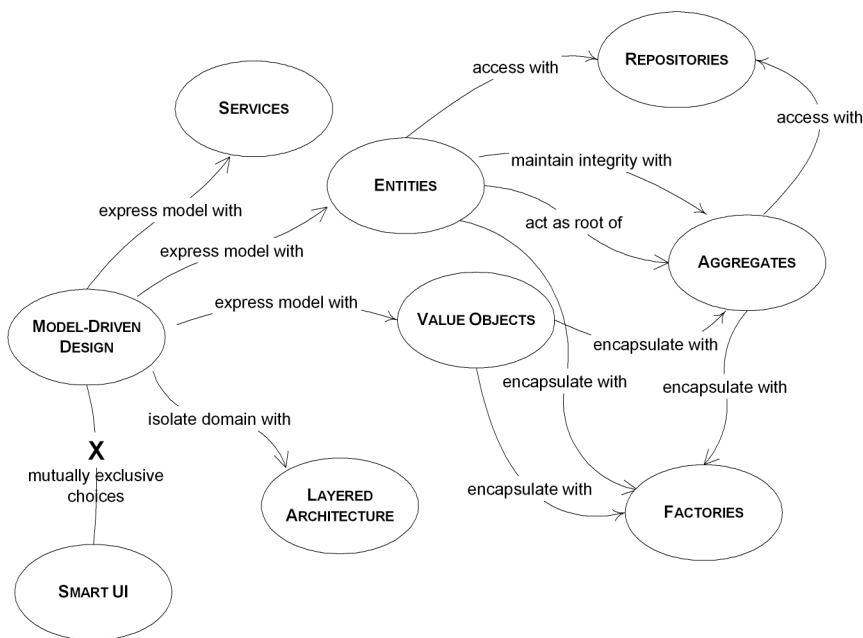 REPOSITORIES
access with
SERVICES
access with
maintain integrity with
ENTITIES
express model with
act as root of
express model with
AGGREGATES
express model with
MODEL-DRIVEN
DESIGN
VALUE OBJECTS
encapsulate with
encapsulate with
encapsulate with
isolate domain with
X
mutually exclusive
choices
encapsulate with
LAYERED
ARCHITECTURE
FACTORIES
SMART UI